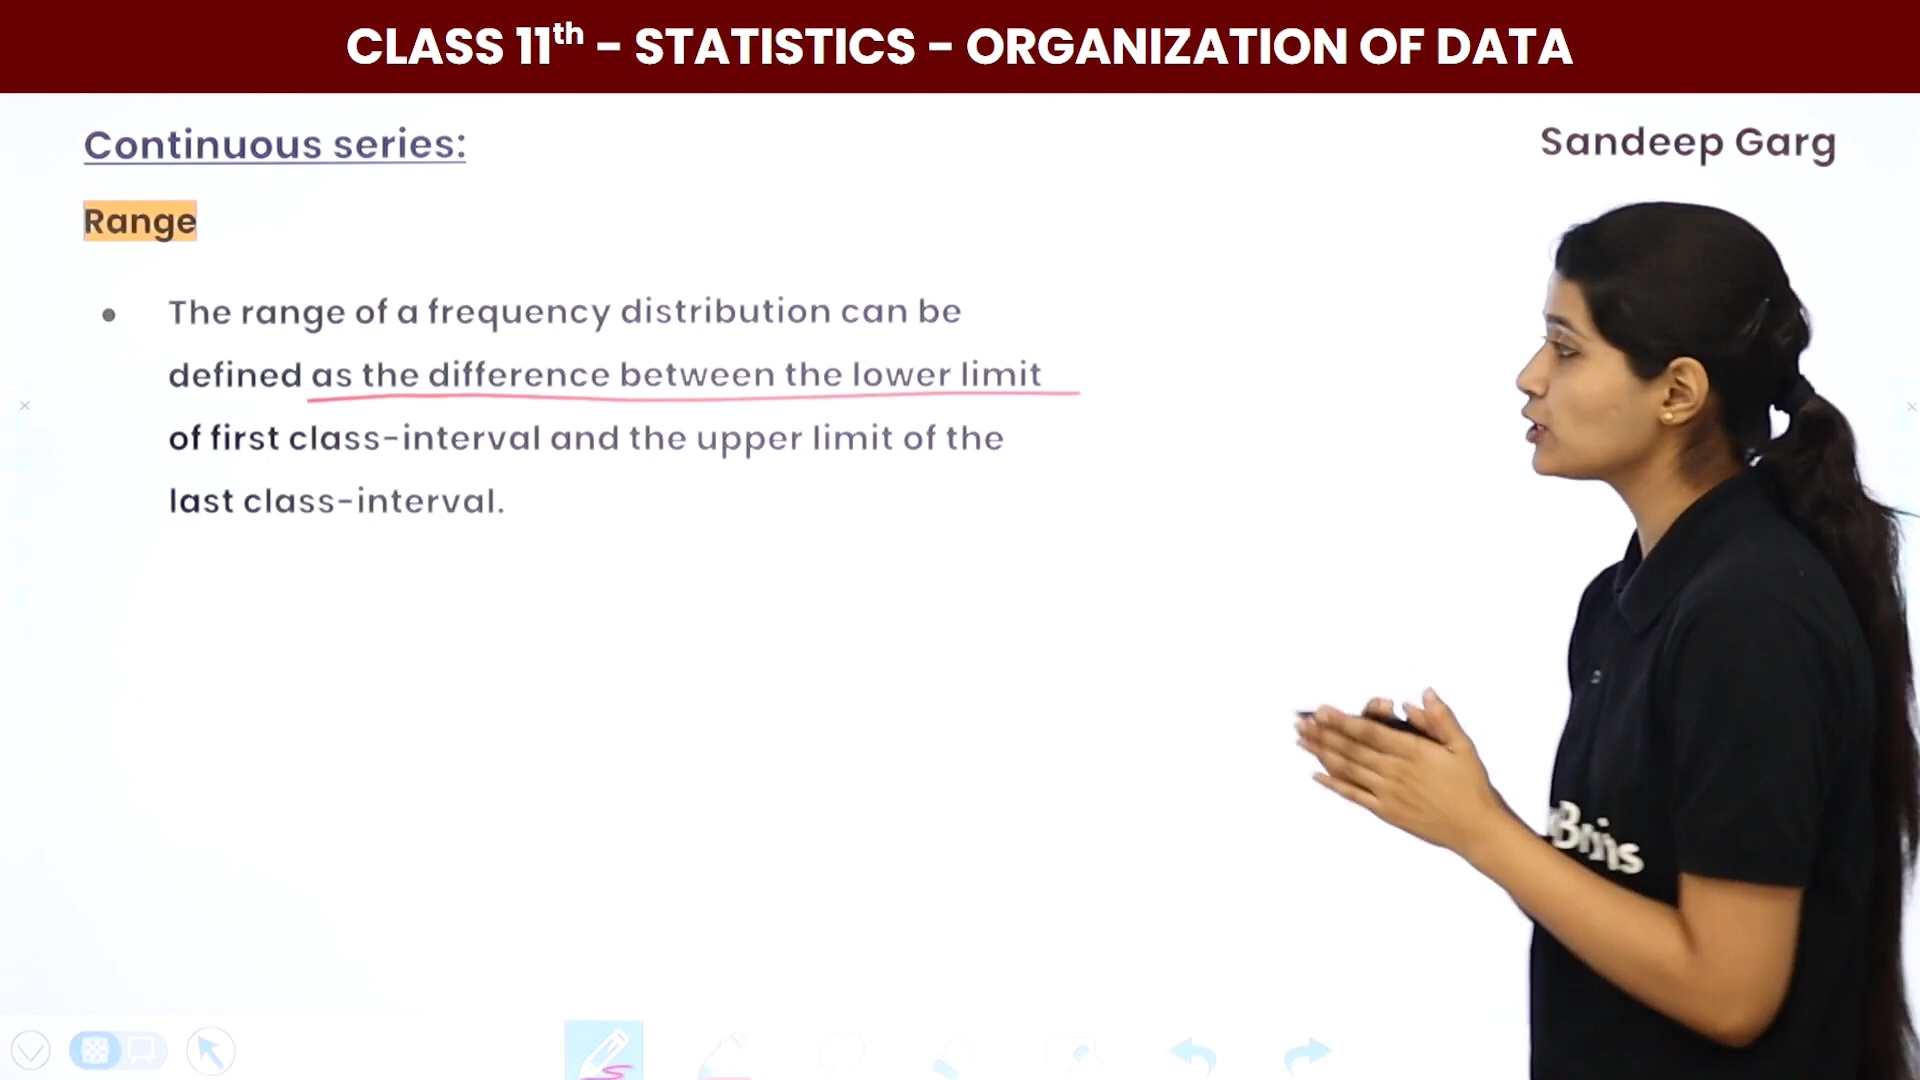 CLASS 11th - STATISTICS - ORGANIZATION OF DATA
Continuous series:
Sandeep Garg
Range
• The range of a frequency distribution can be
defined as the difference between the lower limit
of first class-interval and the upper limit of the
last class-interval.